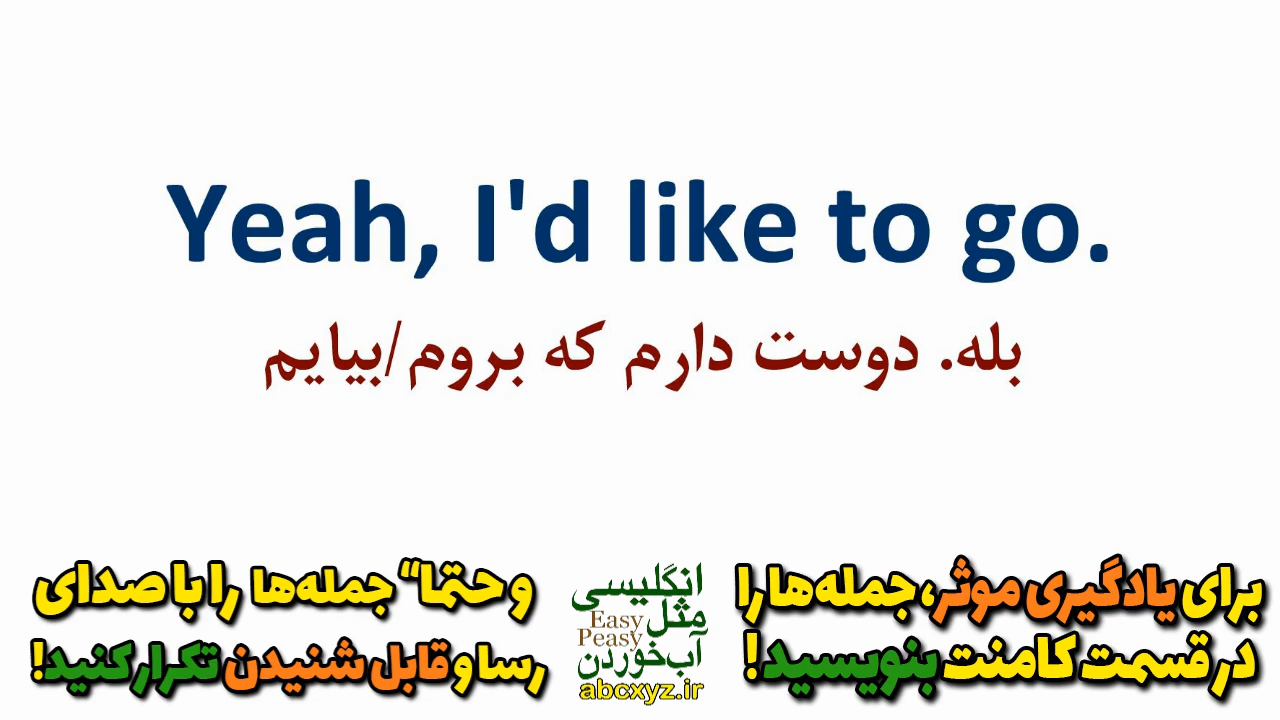 Yeah, I'd like to go.
بله. دوست دارم که بروم/بیایم
برای یادگیری موثر، جمله‌ها را
در قسمت کامنت بنویسید!
انگلیسی
مثل Easy
Peasy
آب خوردن
abcxyz.ir
و حتما“ جمله‌ها را با صدای
رسا و قابل شنیدن تکرار کنید!